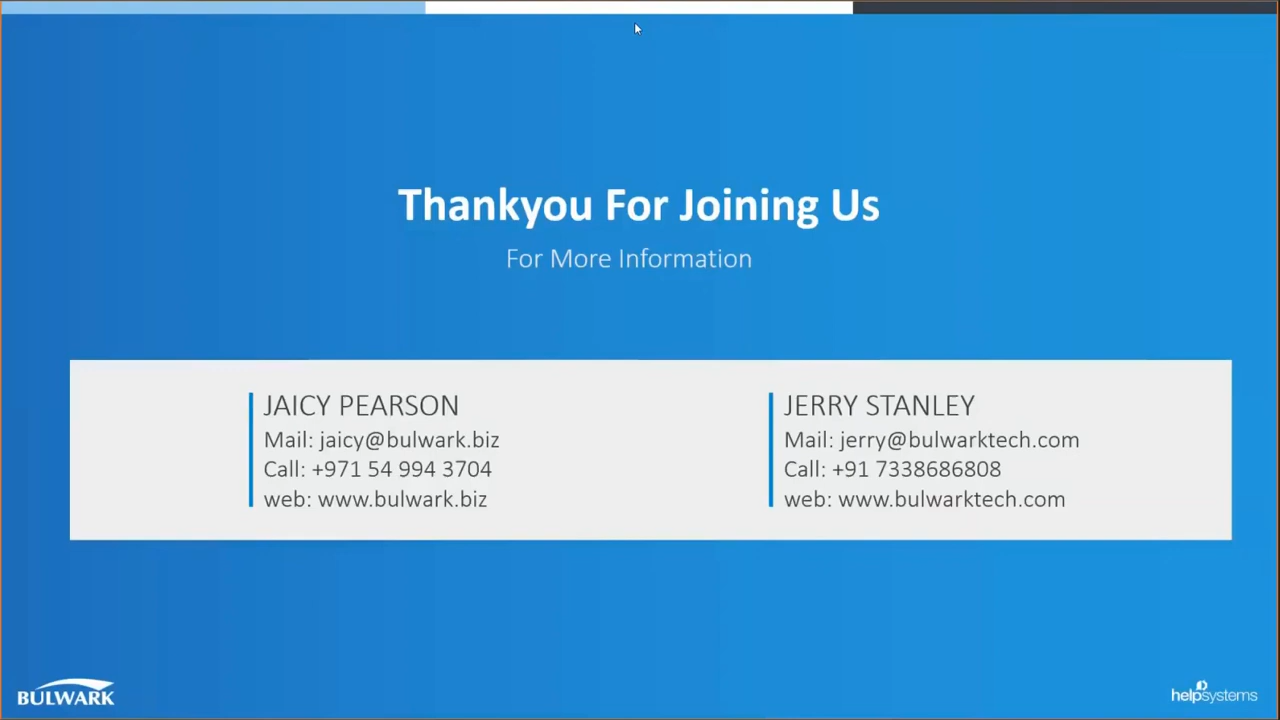 Thankyou For Joining Us
For More Information
JAICY PEARSON
Mail: jaicy@bulwark.biz
Call: +971 54 994 3704
web: www.bulwark.biz
JERRY STANLEY
Mail: jerry@bulwarktech.com
Call: +91 7338686808
web: www.bulwarktech.com
BULWARK
helpsystems